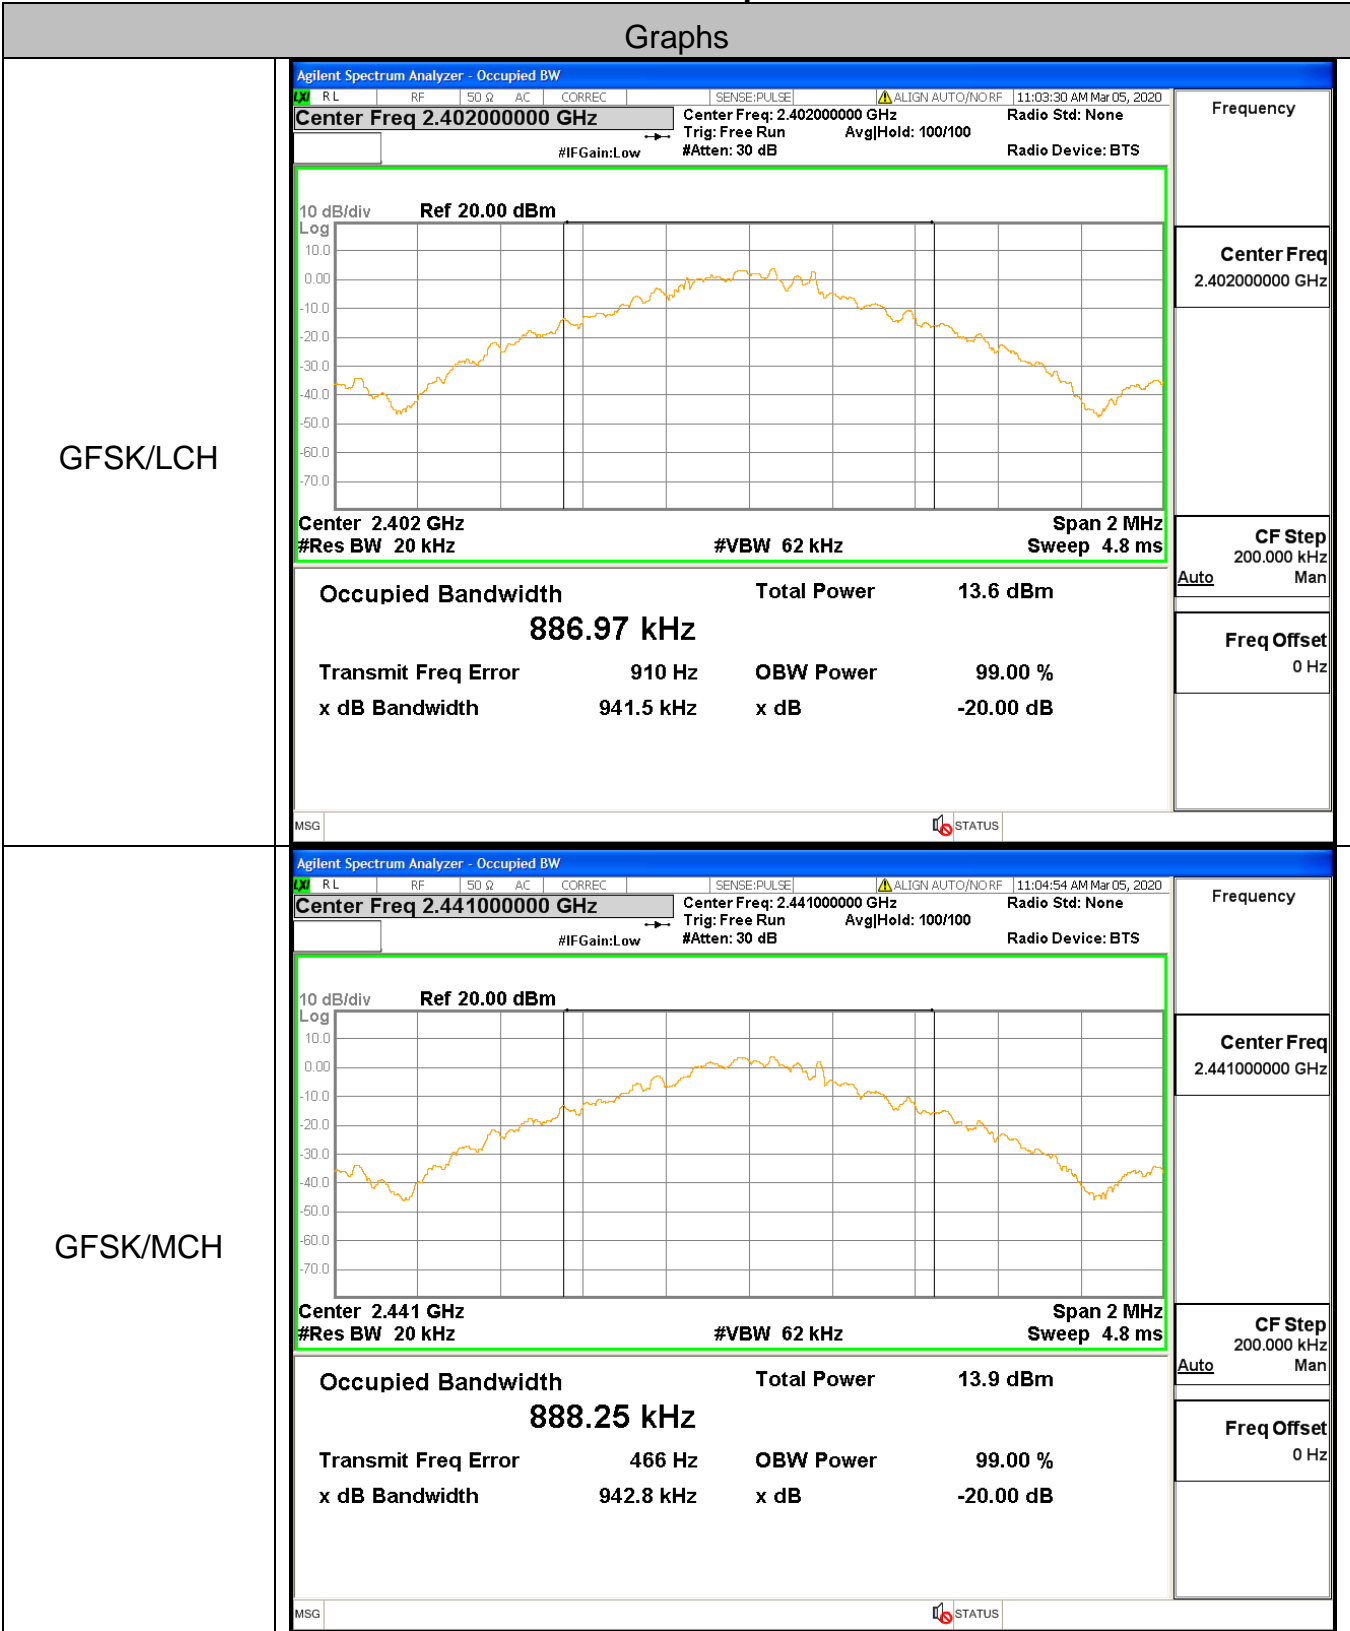 Graphs
GFSK/LCH
Agilent Spectrum Analyzer - Occupied BW
LXI RL RF 50 Ω AC CORREC SENSE:PULSE ALIGN AUTO/NO RF 11:03:30 AM Mar 05, 2020
Center Freq 2.402000000 GHz
Center Freq: 2.402000000 GHz Radio Std: None
Trig: Free Run Avg|Hold: 100/100
#IFGain:Low #Atten: 30 dB Radio Device: BTS
10 dB/div Ref 20.00 dBm
Log
10.0
0.00
-10.0
-20.0
-30.0
-40.0
-50.0
-60.0
-70.0
Center 2.402 GHz Span 2 MHz
#Res BW 20 kHz #VBW 62 kHz Sweep 4.8 ms
Occupied Bandwidth Total Power 13.6 dBm
886.97 kHz
Transmit Freq Error 910 Hz OBW Power 99.00 %
x dB Bandwidth 941.5 kHz x dB -20.00 dB
MSG STATUS
Frequency
Center Freq
2.402000000 GHz
CF Step
200.000 kHz
Auto Man
Freq Offset
0 Hz
GFSK/MCH
Agilent Spectrum Analyzer - Occupied BW
LXI RL RF 50 Ω AC CORREC SENSE:PULSE ALIGN AUTO/NO RF 11:04:54 AM Mar 05, 2020
Center Freq 2.441000000 GHz
Center Freq: 2.441000000 GHz Radio Std: None
Trig: Free Run Avg|Hold: 100/100
#IFGain:Low #Atten: 30 dB Radio Device: BTS
10 dB/div Ref 20.00 dBm
Log
10.0
0.00
-10.0
-20.0
-30.0
-40.0
-50.0
-60.0
-70.0
Center 2.441 GHz Span 2 MHz
#Res BW 20 kHz #VBW 62 kHz Sweep 4.8 ms
Occupied Bandwidth Total Power 13.9 dBm
888.25 kHz
Transmit Freq Error 466 Hz OBW Power 99.00 %
x dB Bandwidth 942.8 kHz x dB -20.00 dB
MSG STATUS
Frequency
Center Freq
2.441000000 GHz
CF Step
200.000 kHz
Auto Man
Freq Offset
0 Hz